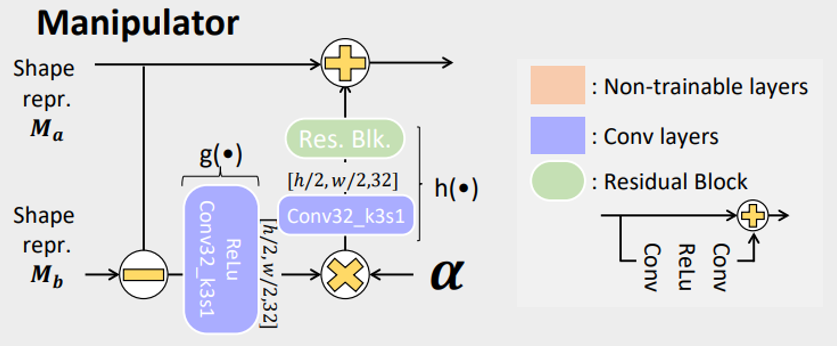 Manipulator
Shape
repr.
Mₐ
Shape
repr.
M_b
g(•)
Conv32_k3s1
ReLu
[h/2,w/2,32]
Res. Blk.
[h/2,w/2,32]
Conv32_k3s1
h(•)
α
: Non-trainable layers
: Conv layers
: Residual Block
Conv
ReLu
Conv